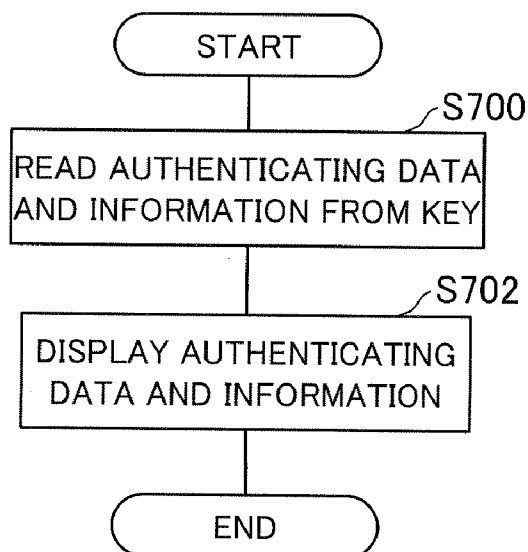 START
S700
READ AUTHENTICATING DATA
AND INFORMATION FROM KEY
S702
DISPLAY AUTHENTICATING
DATA AND INFORMATION
END